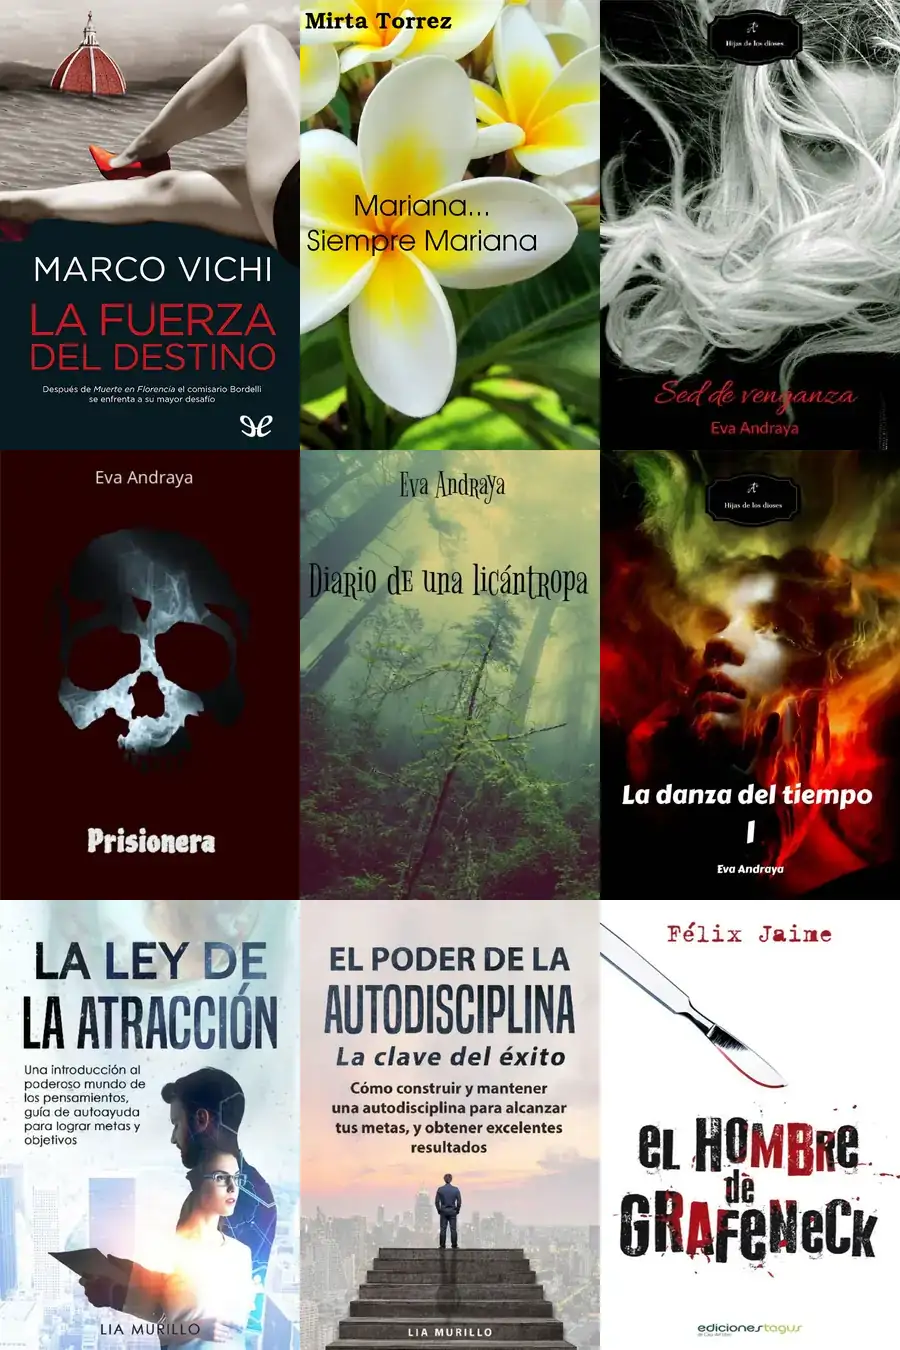 MARCO VICHI
LA FUERZA
DEL DESTINO
Después de Muerte en Florencia el comisario Bordelli
se enfrenta a su mayor desafío
Mirta Torrez
Mariana...
Siempre Mariana
Hijas de los dioses
Sed de venganza
Eva Andraya
Eva Andraya
Prisionera
Eva Andraya
Diario de una licántropa
Hijas de los dioses
La danza del tiempo
I
Eva Andraya
LA LEY DE
LA ATRACCIÓN
Una introducción al
poderoso mundo de
los pensamientos,
guía de autoayuda
para lograr metas y
objetivos
LIA MURILLO
EL PODER DE LA
AUTODISCIPLINA
La clave del éxito
Cómo construir y mantener
una autodisciplina para alcanzar
tus metas, y obtener excelentes
resultados
LIA MURILLO
Félix Jaime
EL HOMBRE
de
GRAFENECK
edicionestagus
de Casa del Libro